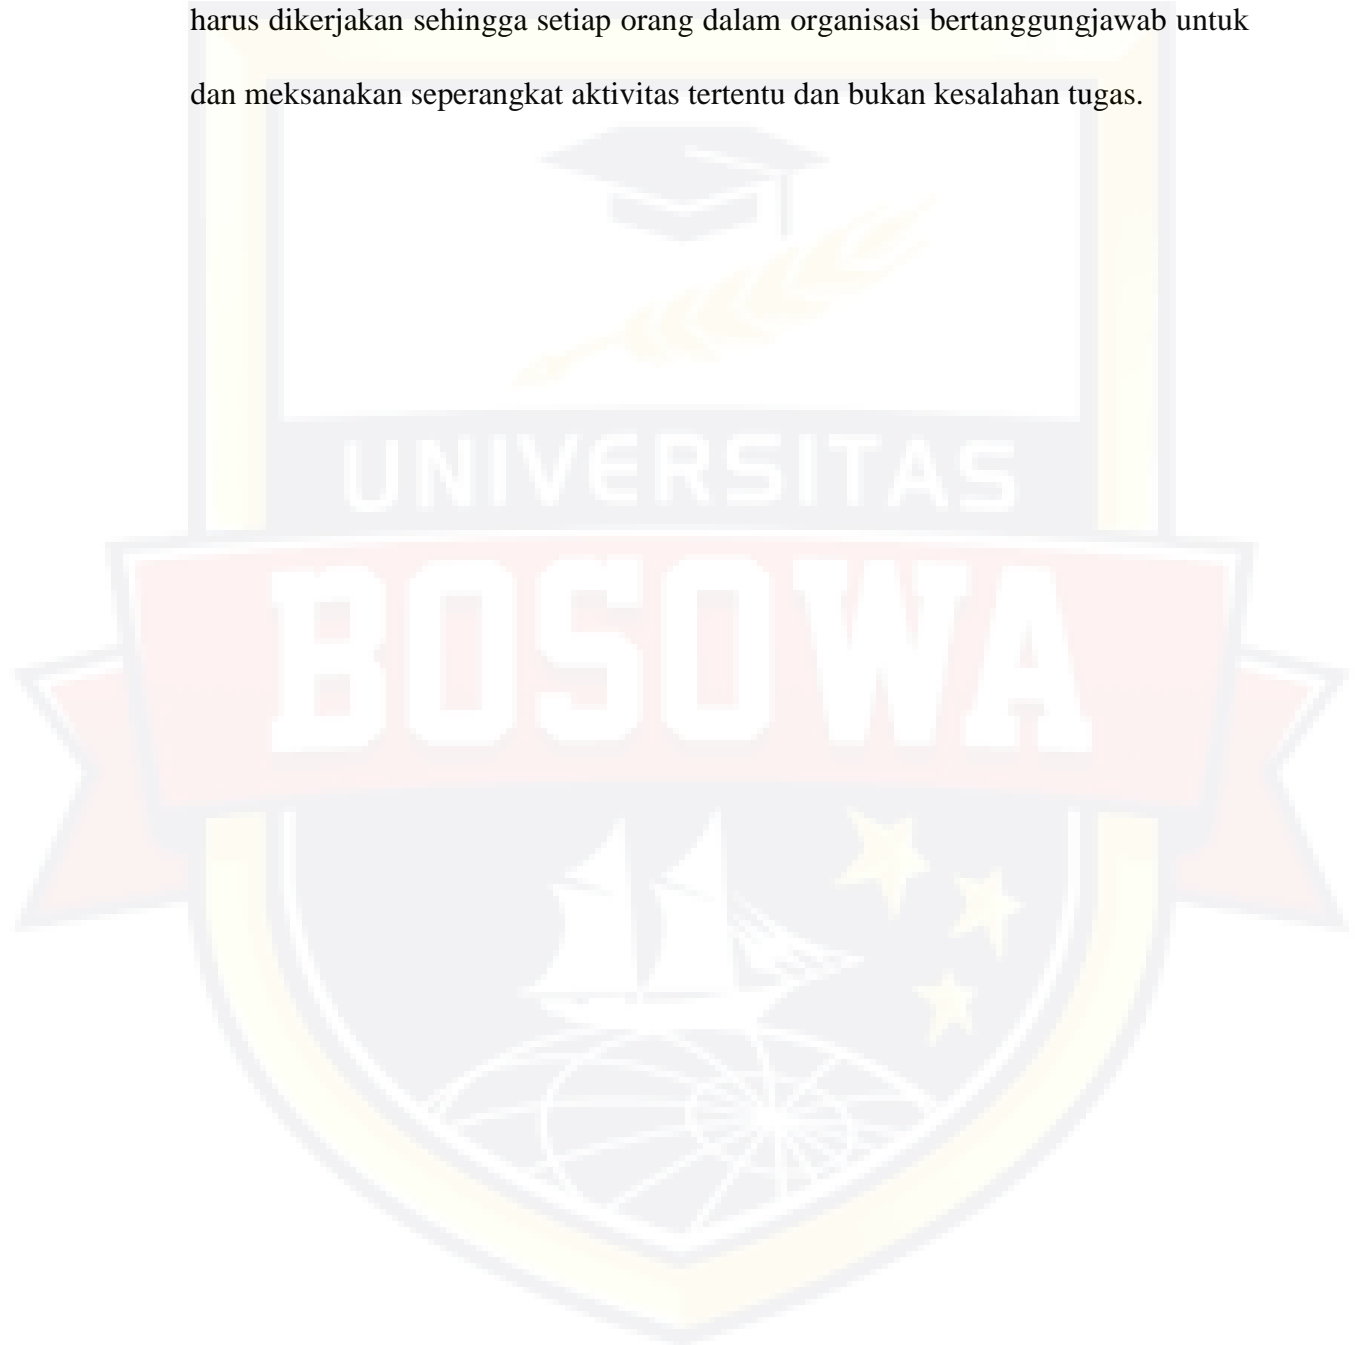 harus dikerjakan sehingga setiap orang dalam organisasi bertanggungjawab untuk
dan meksanakan seperangkat aktivitas tertentu dan bukan kesalahan tugas.
UNIVERSITAS
BOSOWA